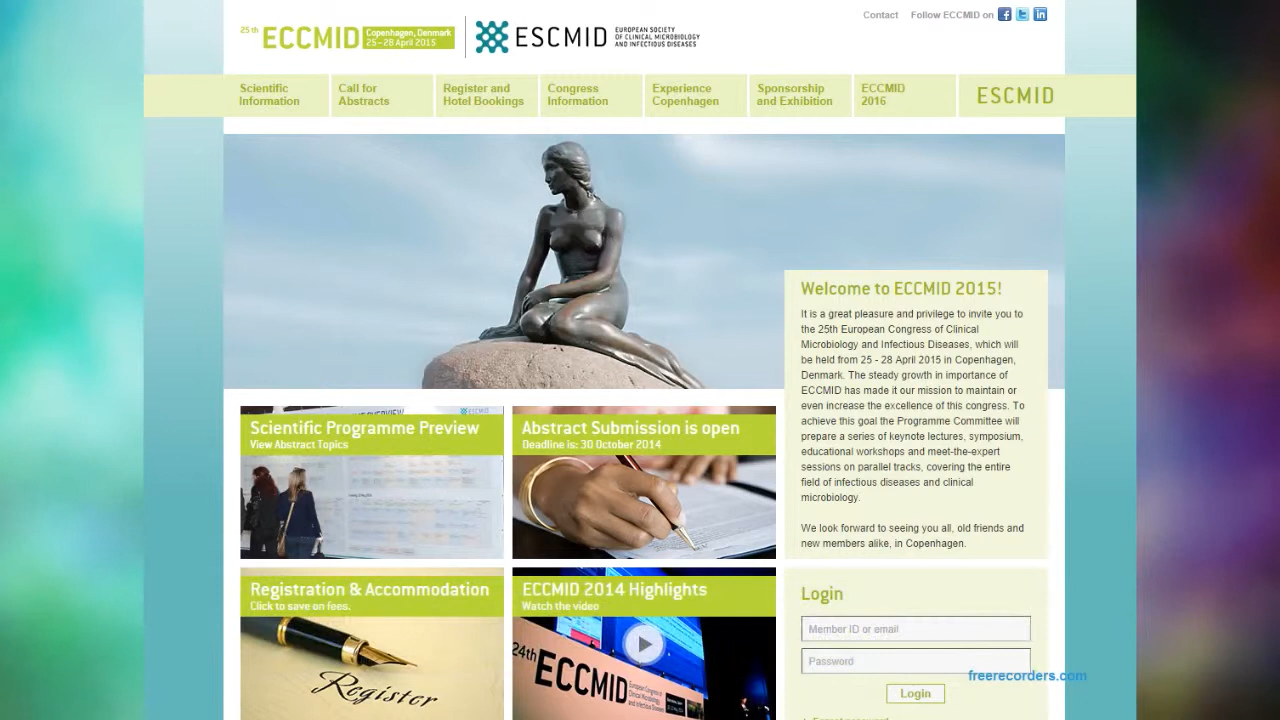 Contact Follow ECCMID on
25th ECCMID Copenhagen, Denmark
25–28 April 2015
ESCMID EUROPEAN SOCIETY
OF CLINICAL MICROBIOLOGY
AND INFECTIOUS DISEASES
Scientific
Information
Call for
Abstracts
Register and
Hotel Bookings
Congress
Information
Experience
Copenhagen
Sponsorship
and Exhibition
ECCMID
2016
ESCMID
Welcome to ECCMID 2015!
It is a great pleasure and privilege to invite you to
the 25th European Congress of Clinical
Microbiology and Infectious Diseases, which will
be held from 25 - 28 April 2015 in Copenhagen,
Denmark. The steady growth in importance of
ECCMID has made it our mission to maintain or
even increase the excellence of this congress. To
achieve this goal the Programme Committee will
prepare a series of keynote lectures, symposium,
educational workshops and meet-the-expert
sessions on parallel tracks, covering the entire
field of infectious diseases and clinical
microbiology.
We look forward to seeing you all, old friends and
new members alike, in Copenhagen.
Scientific Programme Preview
View Abstract Topics
ESCMID
Abstract Submission is open
Deadline is: 30 October 2014
Registration & Accommodation
Click to save on fees.
Register
ECCMID 2014 Highlights
Watch the video
24th
ECCMID
Login
Member ID or email
Password
freerecorders.com
Login